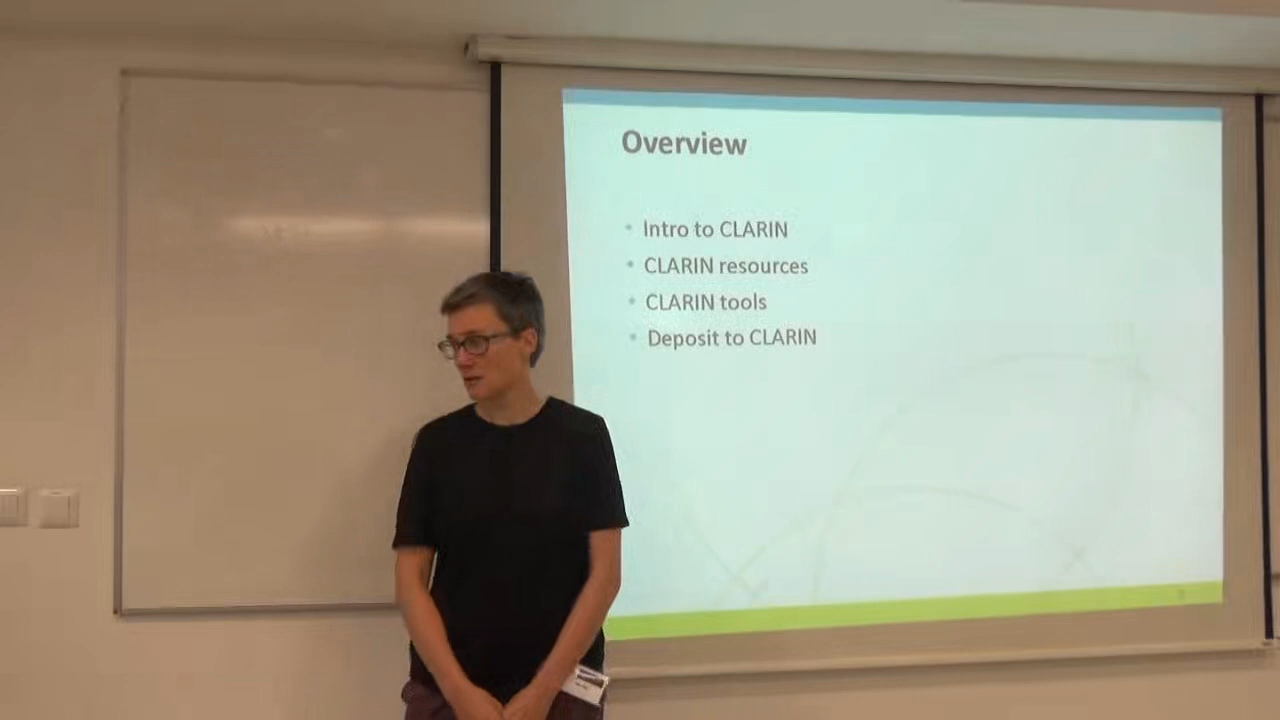 Overview
• Intro to CLARIN
• CLARIN resources
• CLARIN tools
• Deposit to CLARIN